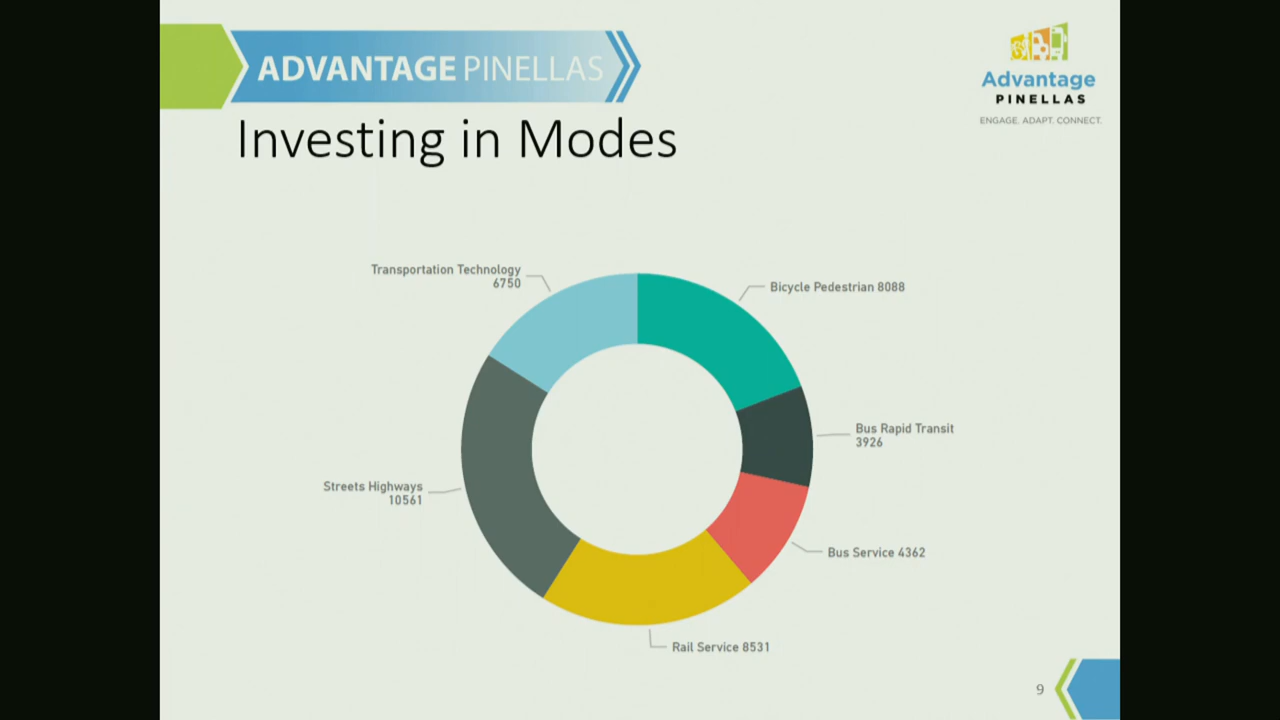 ADVANTAGE PINELLAS
Advantage
PINELLAS
ENGAGE. ADAPT. CONNECT.
Investing in Modes
Transportation Technology
6750
Bicycle Pedestrian 8088
Bus Rapid Transit
3926
Streets Highways
10561
Bus Service 4362
Rail Service 8531
9